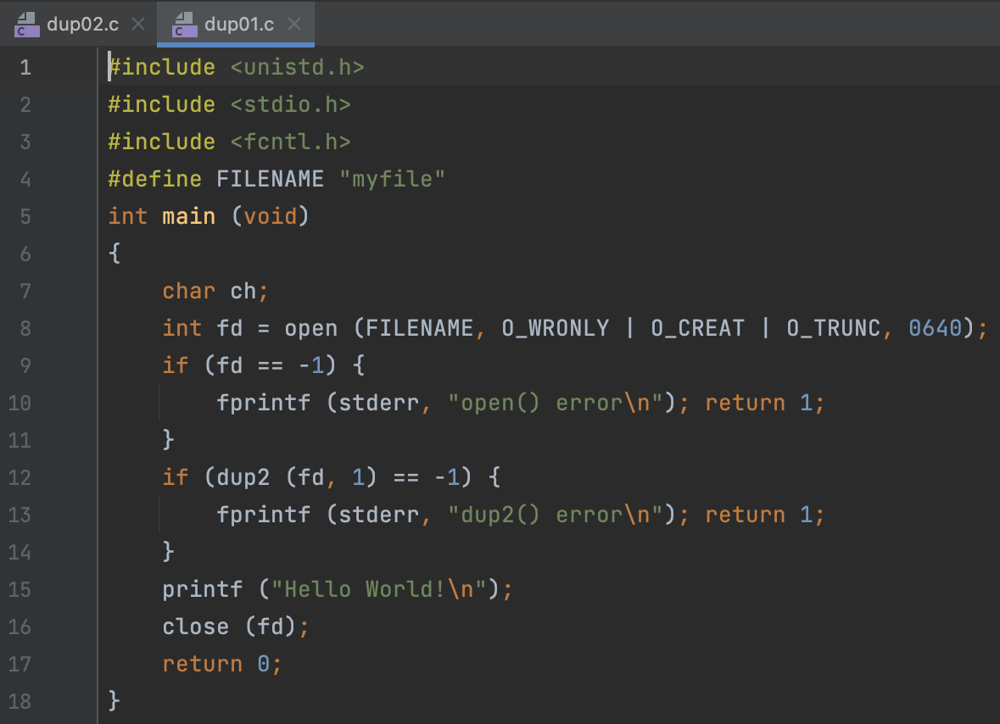 dup02.c dup01.c
1 #include <unistd.h>
2 #include <stdio.h>
3 #include <fcntl.h>
4 #define FILENAME "myfile"
5 int main (void)
6 {
7     char ch;
8     int fd = open (FILENAME, O_WRONLY | O_CREAT | O_TRUNC, 0640);
9     if (fd == -1) {
10         fprintf (stderr, "open() error\n"); return 1;
11     }
12     if (dup2 (fd, 1) == -1) {
13         fprintf (stderr, "dup2() error\n"); return 1;
14     }
15     printf ("Hello World!\n");
16     close (fd);
17     return 0;
18 }